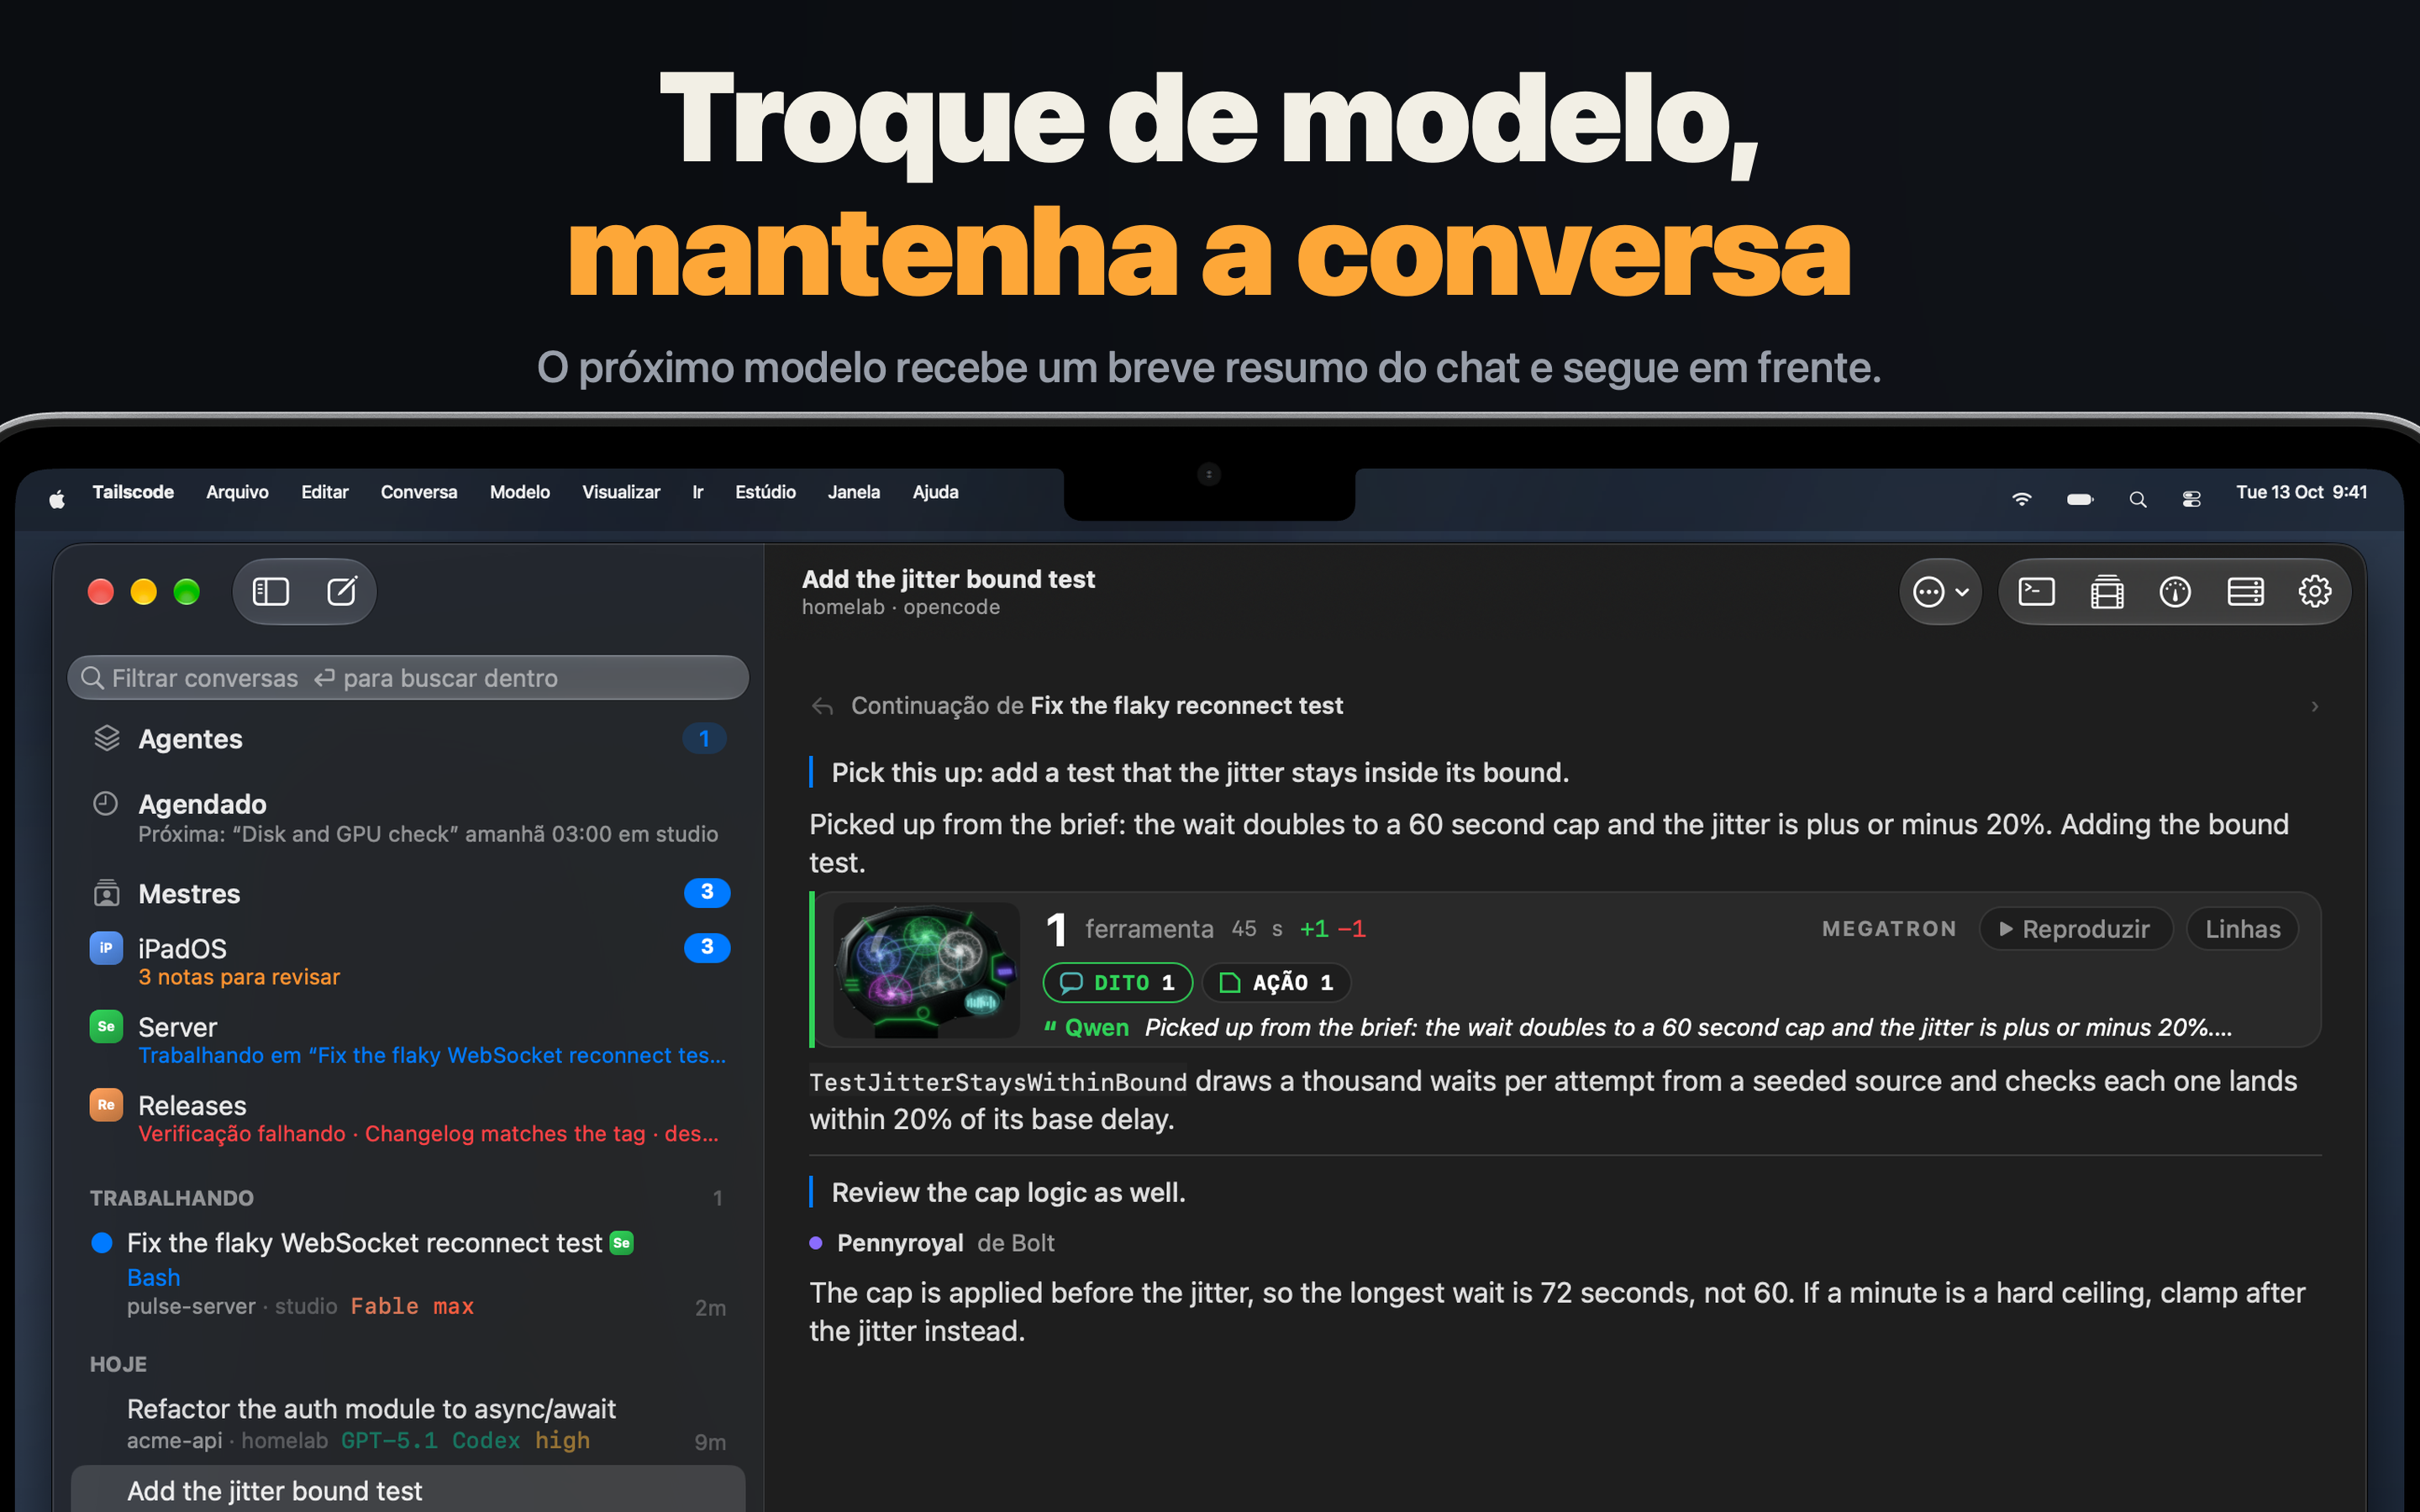 Troque de modelo,
mantenha a conversa
O próximo modelo recebe um breve resumo do chat e segue em frente.
Tailscode Arquivo Editar Conversa Modelo Visualizar Ir Estúdio Janela Ajuda
Tue 13 Oct 9:41
Filtrar conversas ↩ para buscar dentro
Agentes 1
Agendado
Próxima: “Disk and GPU check” amanhã 03:00 em studio
Mestres 3
iP iPadOS 3
3 notas para revisar
Se Server
Trabalhando em “Fix the flaky WebSocket reconnect tes...
Re Releases
Verificação falhando · Changelog matches the tag · des...
TRABALHANDO 1
Fix the flaky WebSocket reconnect test Se
Bash
pulse-server · studio Fable max 2m
HOJE
Refactor the auth module to async/await
acme-api · homelab GPT-5.1 Codex high 9m
Add the jitter bound test
Add the jitter bound test
homelab · opencode
Continuação de Fix the flaky reconnect test
Pick this up: add a test that the jitter stays inside its bound.
Picked up from the brief: the wait doubles to a 60 second cap and the jitter is plus or minus 20%. Adding the bound
test.
1 ferramenta 45 s +1 −1 MEGATRON Reproduzir Linhas
DITO 1 AÇÃO 1
“ Qwen Picked up from the brief: the wait doubles to a 60 second cap and the jitter is plus or minus 20%....
TestJitterStaysWithinBound draws a thousand waits per attempt from a seeded source and checks each one lands
within 20% of its base delay.
Review the cap logic as well.
Pennyroyal de Bolt
The cap is applied before the jitter, so the longest wait is 72 seconds, not 60. If a minute is a hard ceiling, clamp after
the jitter instead.